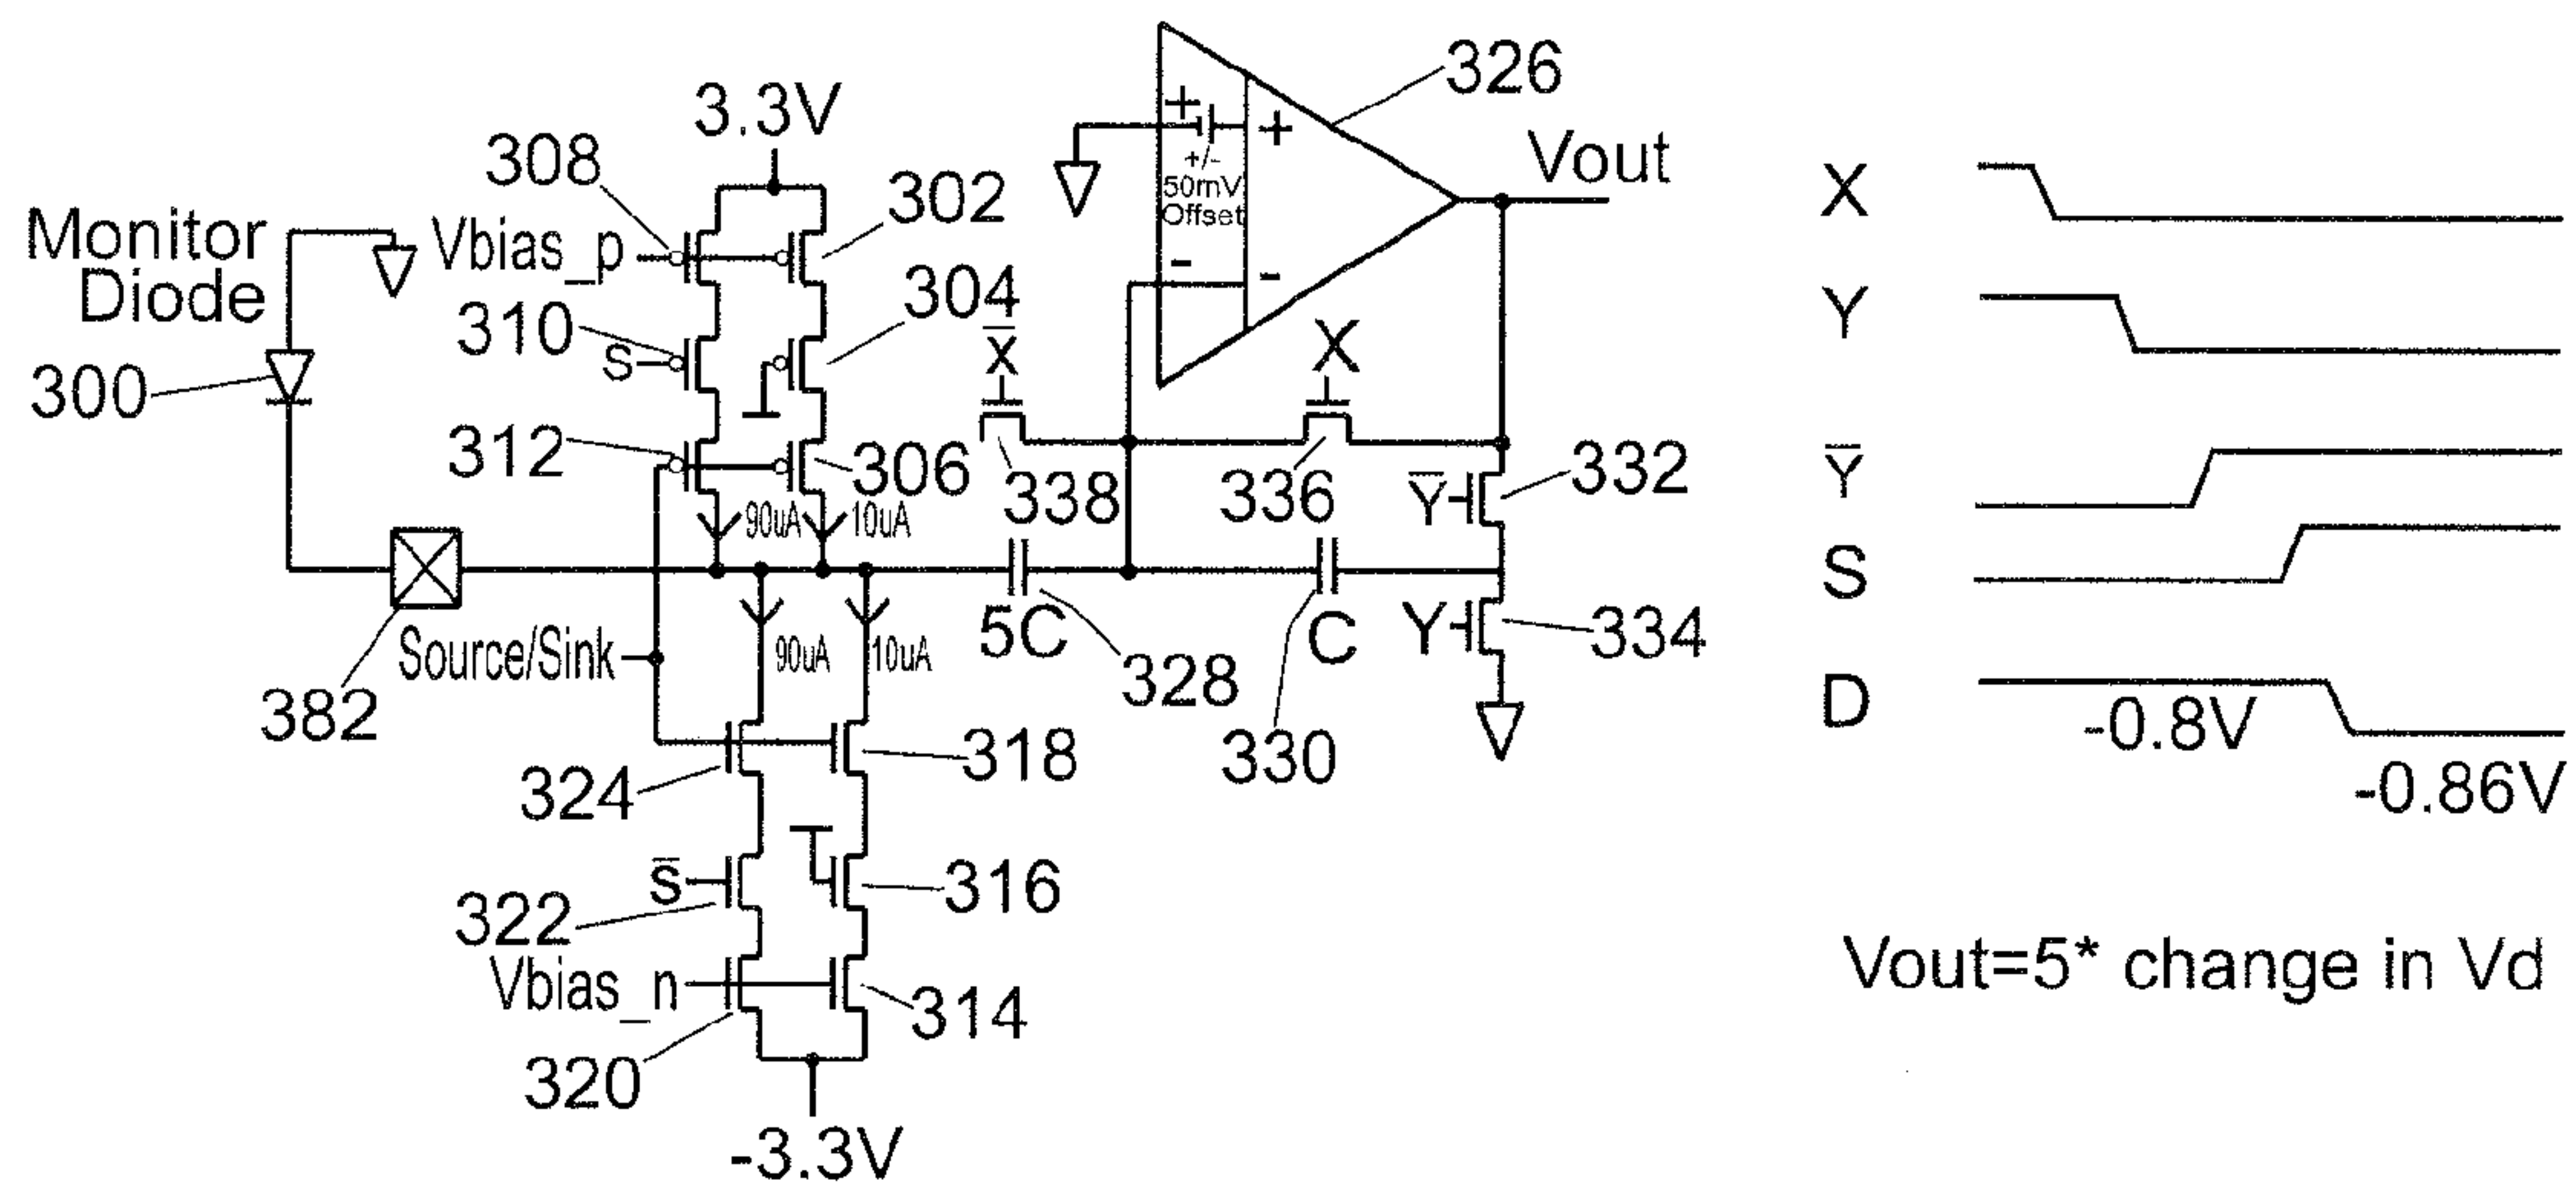 326
3.3V
308
302
Vout
Monitor
Diode
Vbias_p
+
+
+/-
50mV
Offset
-
-
310
304
S
X̅
X
300
312
306
338
336
Y̅
332
90uA
10uA
382
Source/Sink
90uA
10uA
5C
328
C
330
Y
334
324
318
S̅
322
316
Vbias_n
320
314
-3.3V
X
Y
Y̅
S
D
-0.8V
-0.86V
Vout=5* change in Vd